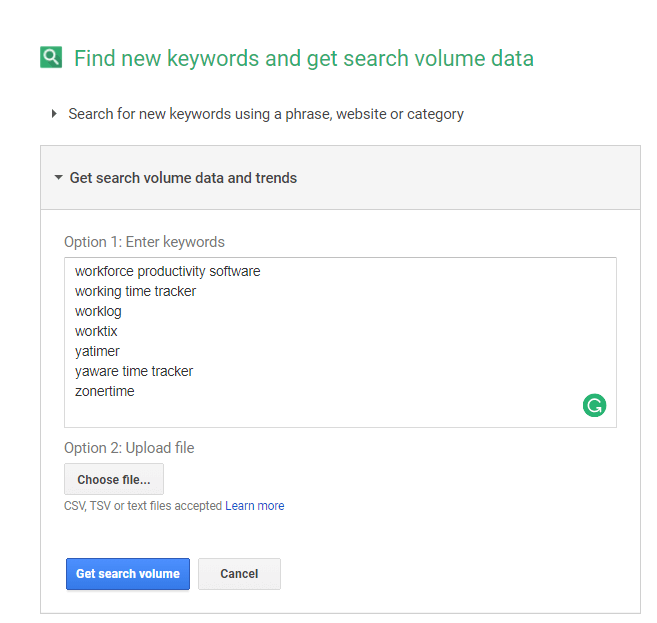 Find new keywords and get search volume data
Search for new keywords using a phrase, website or category
Get search volume data and trends
Option 1: Enter keywords
workforce productivity software
working time tracker
worklog
worktix
yatimer
yaware time tracker
zonertime
Option 2: Upload file
Choose file...
CSV, TSV or text files accepted Learn more
Get search volume Cancel